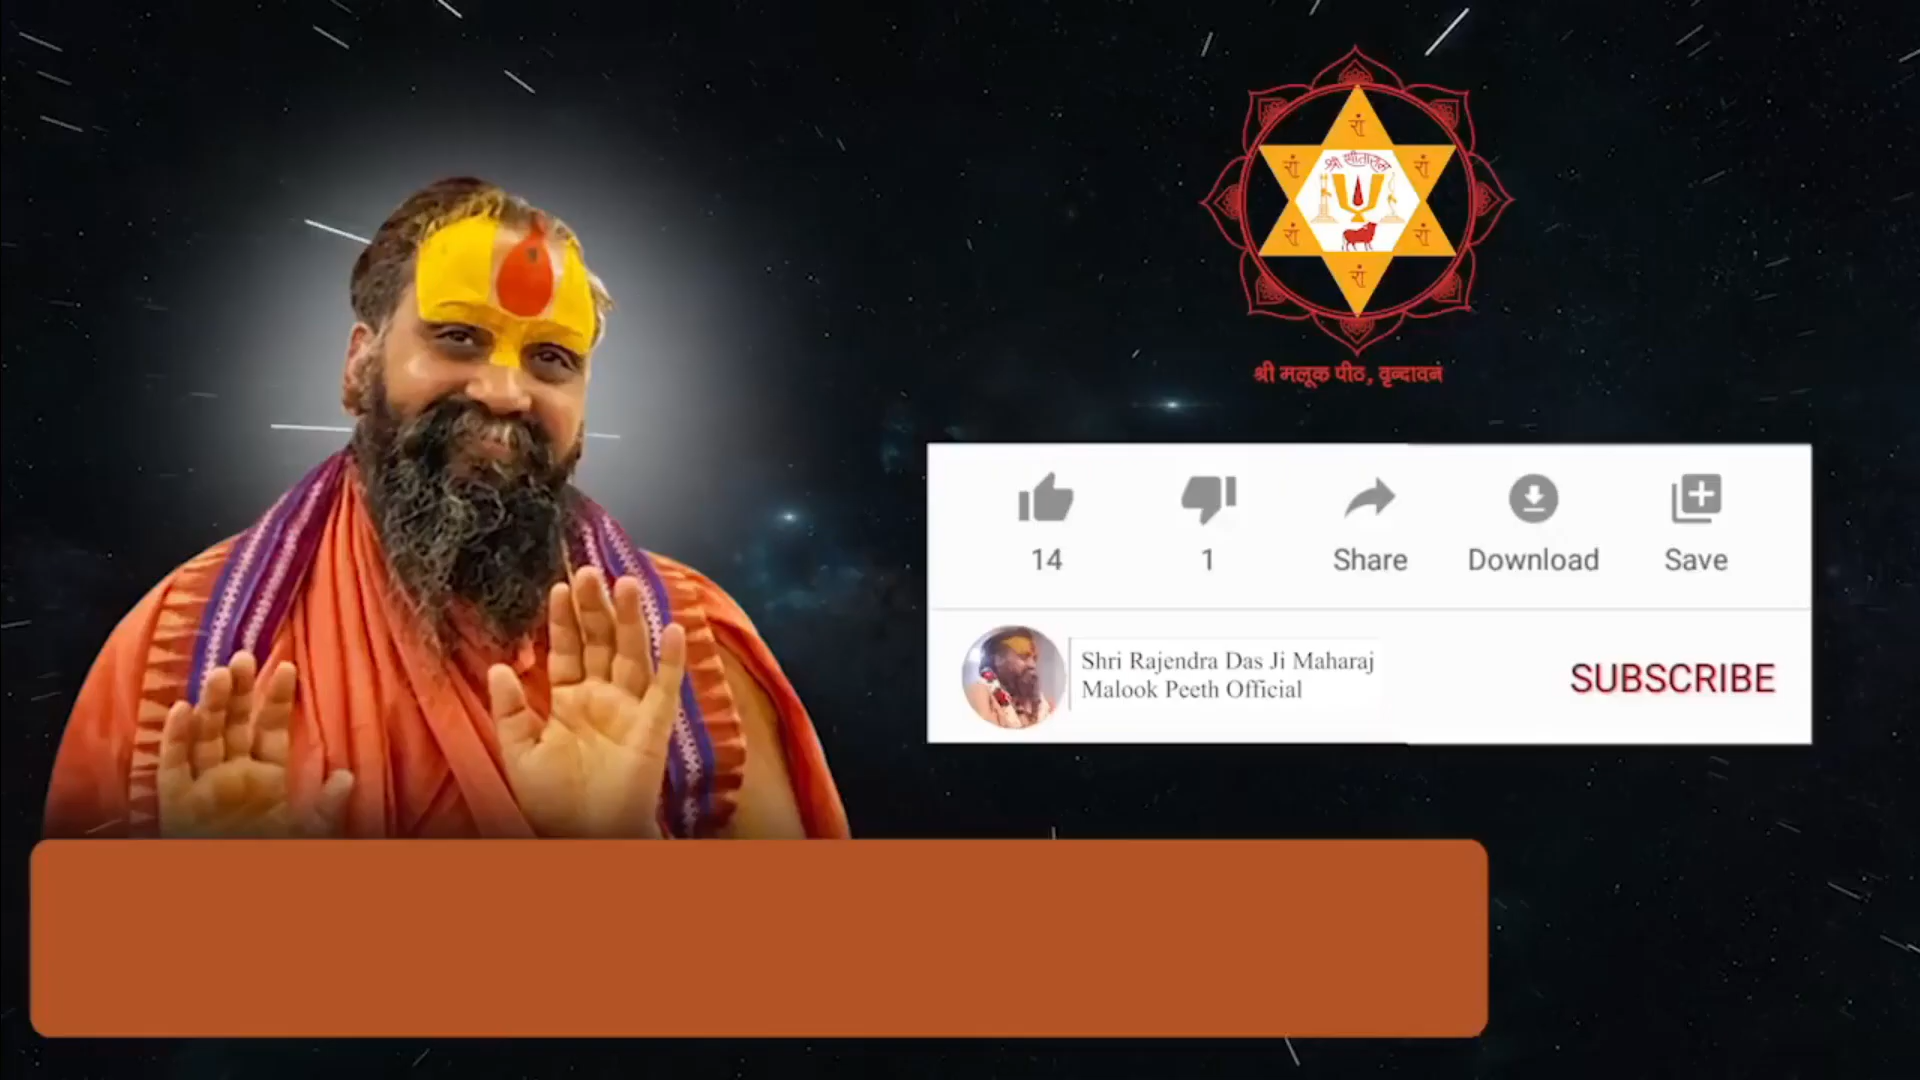 रां
रां
रां
श्री सीताराम
रां
रां
रां
श्री मलूक पीठ, वृन्दावन
14
1
Share
Download
Save
Shri Rajendra Das Ji Maharaj
Malook Peeth Official
SUBSCRIBE